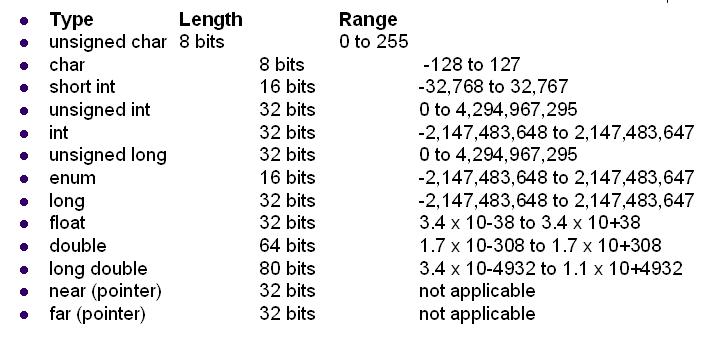 Type Length Range
unsigned char 8 bits 0 to 255
char 8 bits -128 to 127
short int 16 bits -32,768 to 32,767
unsigned int 32 bits 0 to 4,294,967,295
int 32 bits -2,147,483,648 to 2,147,483,647
unsigned long 32 bits 0 to 4,294,967,295
enum 16 bits -2,147,483,648 to 2,147,483,647
long 32 bits -2,147,483,648 to 2,147,483,647
float 32 bits 3.4 x 10-38 to 3.4 x 10+38
double 64 bits 1.7 x 10-308 to 1.7 x 10+308
long double 80 bits 3.4 x 10-4932 to 1.1 x 10+4932
near (pointer) 32 bits not applicable
far (pointer) 32 bits not applicable